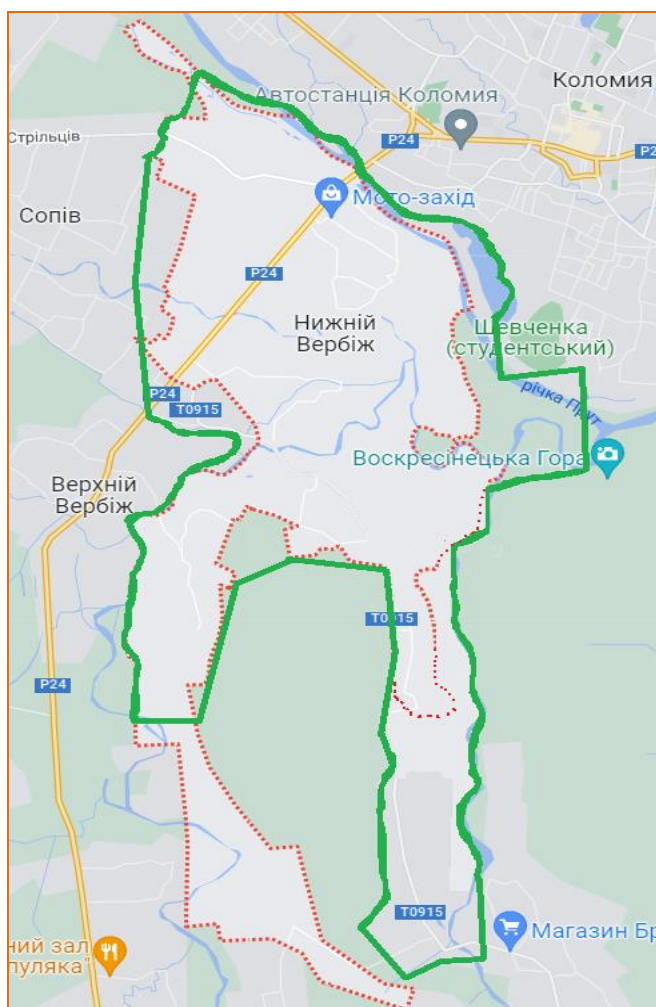 Коломия
Автостанція Коломия
Стрільців
P24
P2
Мото-захід
Сопів
P24
Нижній
Вербіж
Шевченка
(студентський)
P24
T0915
річка Прут
Воскресінецька Гора
Верхній
Вербіж
T0915
P24
T0915
Магазин Бр
ний зал
пуляка"